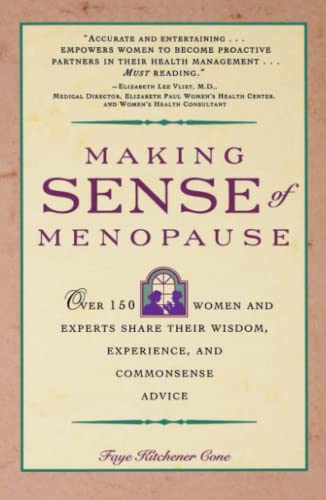 "Accurate and entertaining . . .
empowers women to become proactive
partners in their health management . . .
Must reading."
—Elizabeth Lee Vliet, M.D.,
Medical Director, Elizabeth Paul Women's Health Center,
and Women's Health Consultant
MAKING
SENSE of
MENOPAUSE
Over 150 women and
experts share their wisdom,
experience, and
commonsense
advice
Faye Kitchener Cone